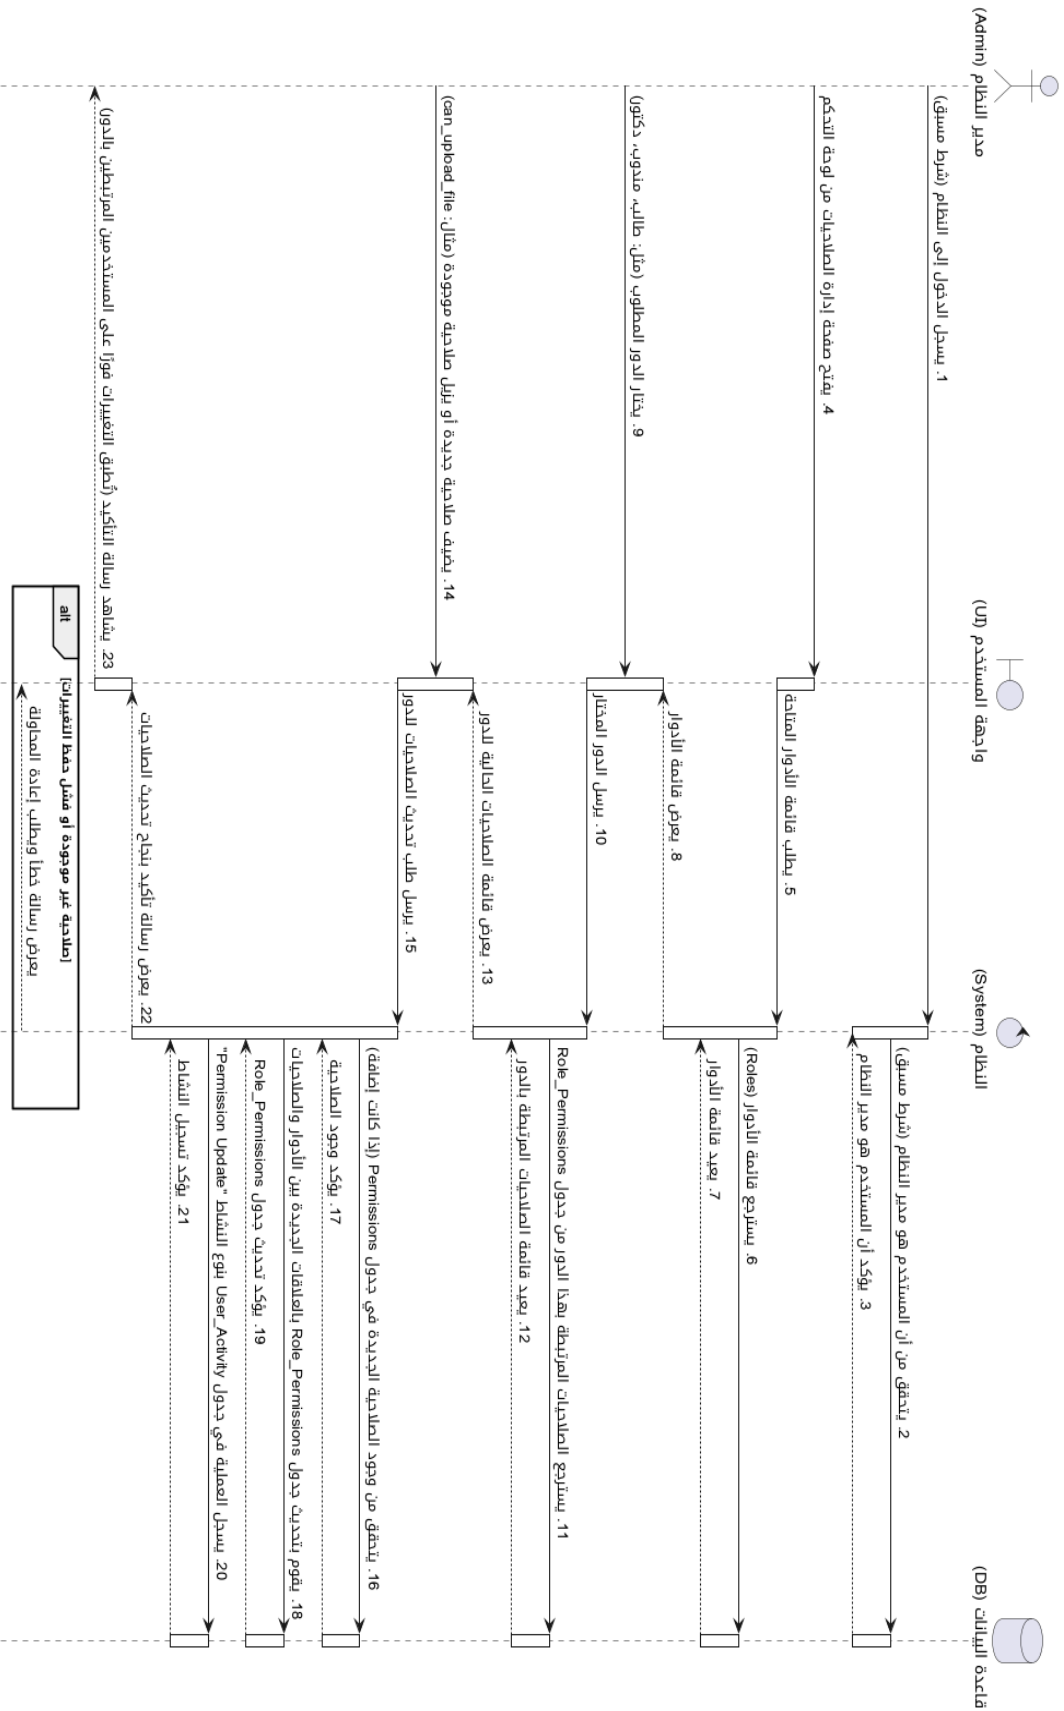 مدير النظام (Admin)
واجهة المستخدم (UI)
النظام (System)
قاعدة البيانات (DB)
1. يسجل الدخول إلى النظام (شرط مسبق)
2. يتحقق من أن المستخدم هو مدير النظام (شرط مسبق)
3. يؤكد أن المستخدم هو مدير النظام
4. يفتح صفحة إدارة الصلاحيات من لوحة التحكم
5. يطلب قائمة الأدوار المتاحة
6. يسترجع قائمة الأدوار (Roles)
7. يعيد قائمة الأدوار
8. يعرض قائمة الأدوار
9. يختار الدور المطلوب (مثل: طالب، مندوب، دكتور)
10. يرسل الدور المختار
11. يسترجع الصلاحيات المرتبطة بهذا الدور من جدول Role_Permissions
12. يعيد قائمة الصلاحيات المرتبطة بالدور
13. يعرض قائمة الصلاحيات الحالية للدور
14. يضيف صلاحية جديدة أو يزيل صلاحية موجودة (مثال: can_upload_file)
15. يرسل طلب تحديث الصلاحيات للدور
16. يتحقق من وجود الصلاحية الجديدة في جدول Permissions (إذا كانت إضافة)
17. يؤكد وجود الصلاحية
18. يقوم بتحديث جدول Role_Permissions بالعلاقات الجديدة بين الأدوار والصلاحيات
19. يؤكد تحديث جدول Role_Permissions
20. يسجل العملية في جدول User_Activity بنوع النشاط "Permission Update"
21. يؤكد تسجيل النشاط
22. يعرض رسالة تأكيد بنجاح تحديث الصلاحيات
23. يشاهد رسالة التأكيد (تُطبق التغييرات فورًا على المستخدمين المرتبطين بالدور)
alt
[صلاحية غير موجودة أو فشل حفظ التغييرات]
يعرض رسالة خطأ ويطلب إعادة المحاولة